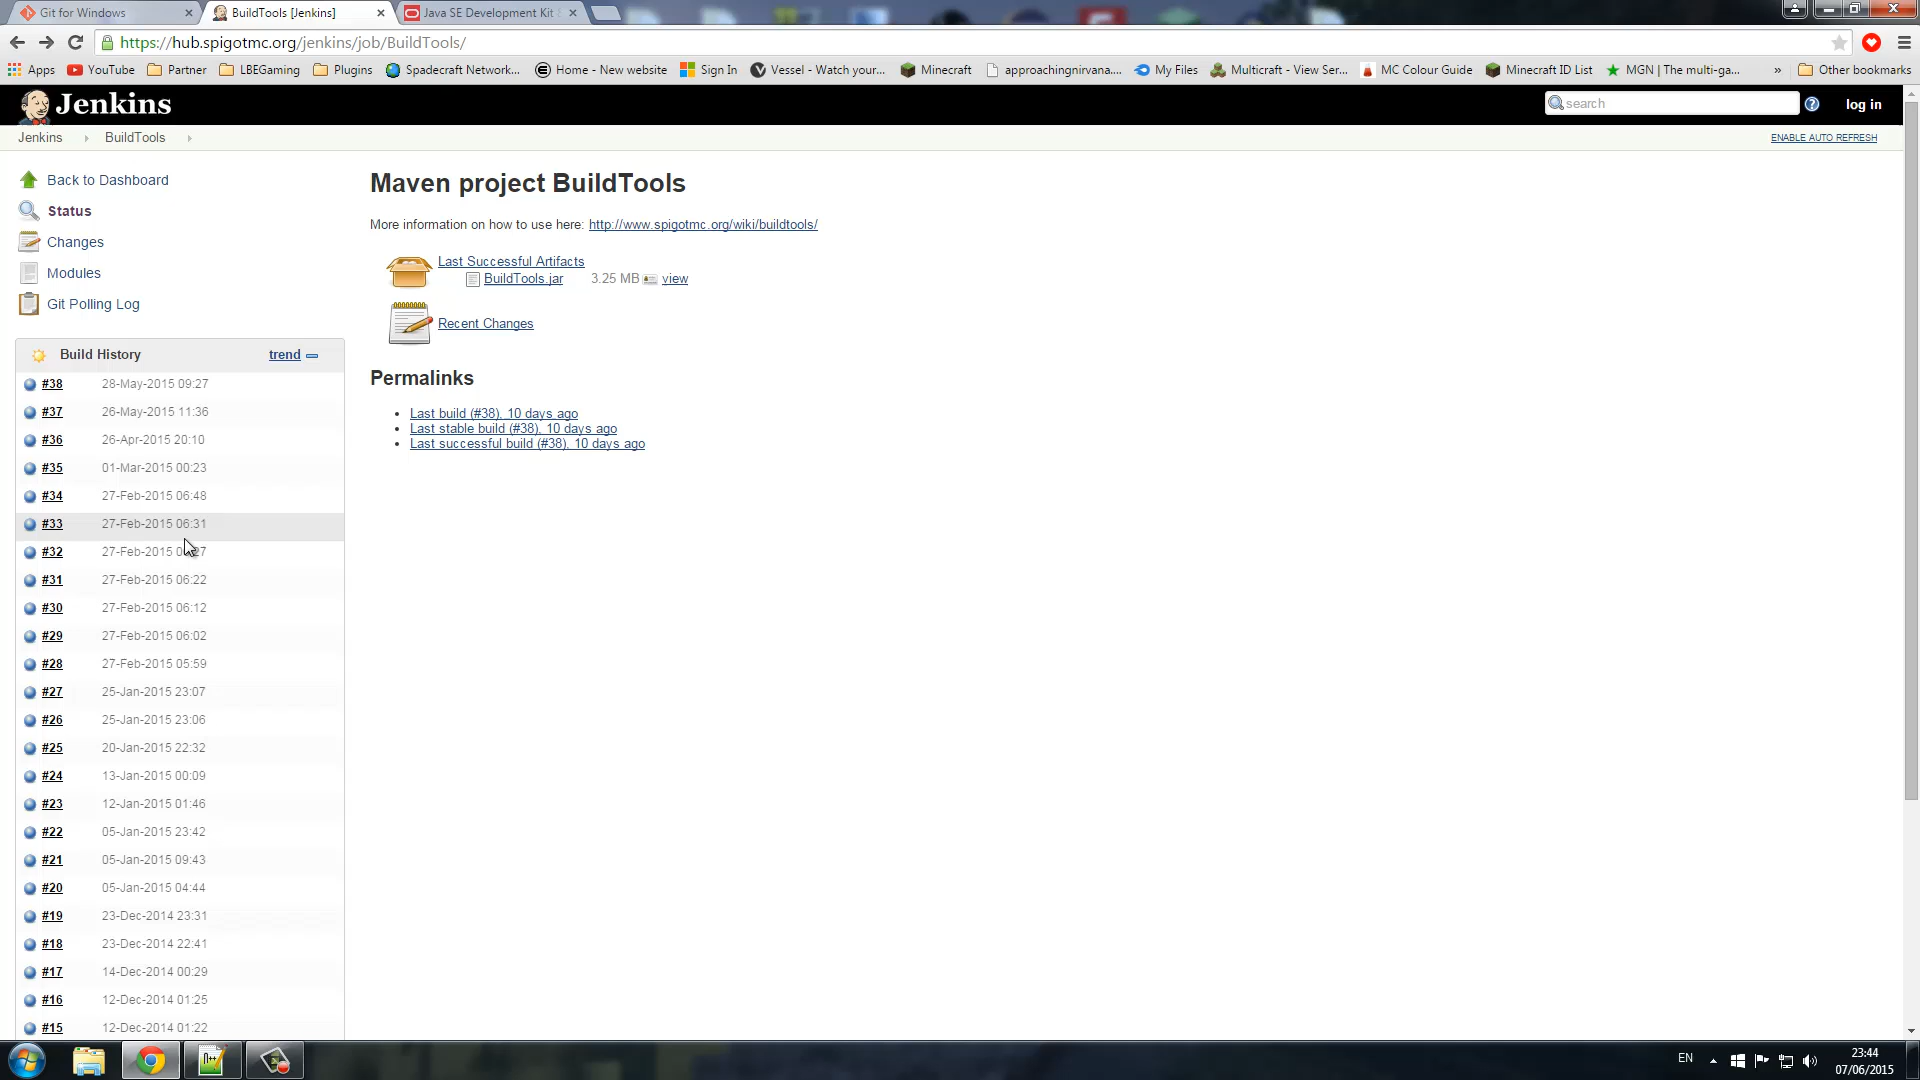 Git for Windows
BuildTools [Jenkins]
Java SE Development Kit
https://hub.spigotmc.org/jenkins/job/BuildTools/
Apps YouTube Partner LBEGaming Plugins Spadecraft Network... Home - New website Sign In Vessel - Watch your... Minecraft approachingnirvana.... My Files Multicraft - View Ser... MC Colour Guide Minecraft ID List MGN | The multi-ga... » Other bookmarks
Jenkins
search
log in
Jenkins BuildTools
ENABLE AUTO REFRESH
Back to Dashboard
Status
Changes
Modules
Git Polling Log
Maven project BuildTools
More information on how to use here: http://www.spigotmc.org/wiki/buildtools/
Last Successful Artifacts
BuildTools.jar 3.25 MB view
Recent Changes
Permalinks
Last build (#38), 10 days ago
Last stable build (#38), 10 days ago
Last successful build (#38), 10 days ago
Build History trend
#38 28-May-2015 09:27
#37 26-May-2015 11:36
#36 26-Apr-2015 20:10
#35 01-Mar-2015 00:23
#34 27-Feb-2015 06:48
#33 27-Feb-2015 06:31
#32 27-Feb-2015
#31 27-Feb-2015 06:22
#30 27-Feb-2015 06:12
#29 27-Feb-2015 06:02
#28 27-Feb-2015 05:59
#27 25-Jan-2015 23:07
#26 25-Jan-2015 23:06
#25 20-Jan-2015 22:32
#24 13-Jan-2015 00:09
#23 12-Jan-2015 01:46
#22 05-Jan-2015 23:42
#21 05-Jan-2015 09:43
#20 05-Jan-2015 04:44
#19 23-Dec-2014 23:31
#18 23-Dec-2014 22:41
#17 14-Dec-2014 00:29
#16 12-Dec-2014 01:25
#15 12-Dec-2014 01:22
EN
23:44
07/06/2015